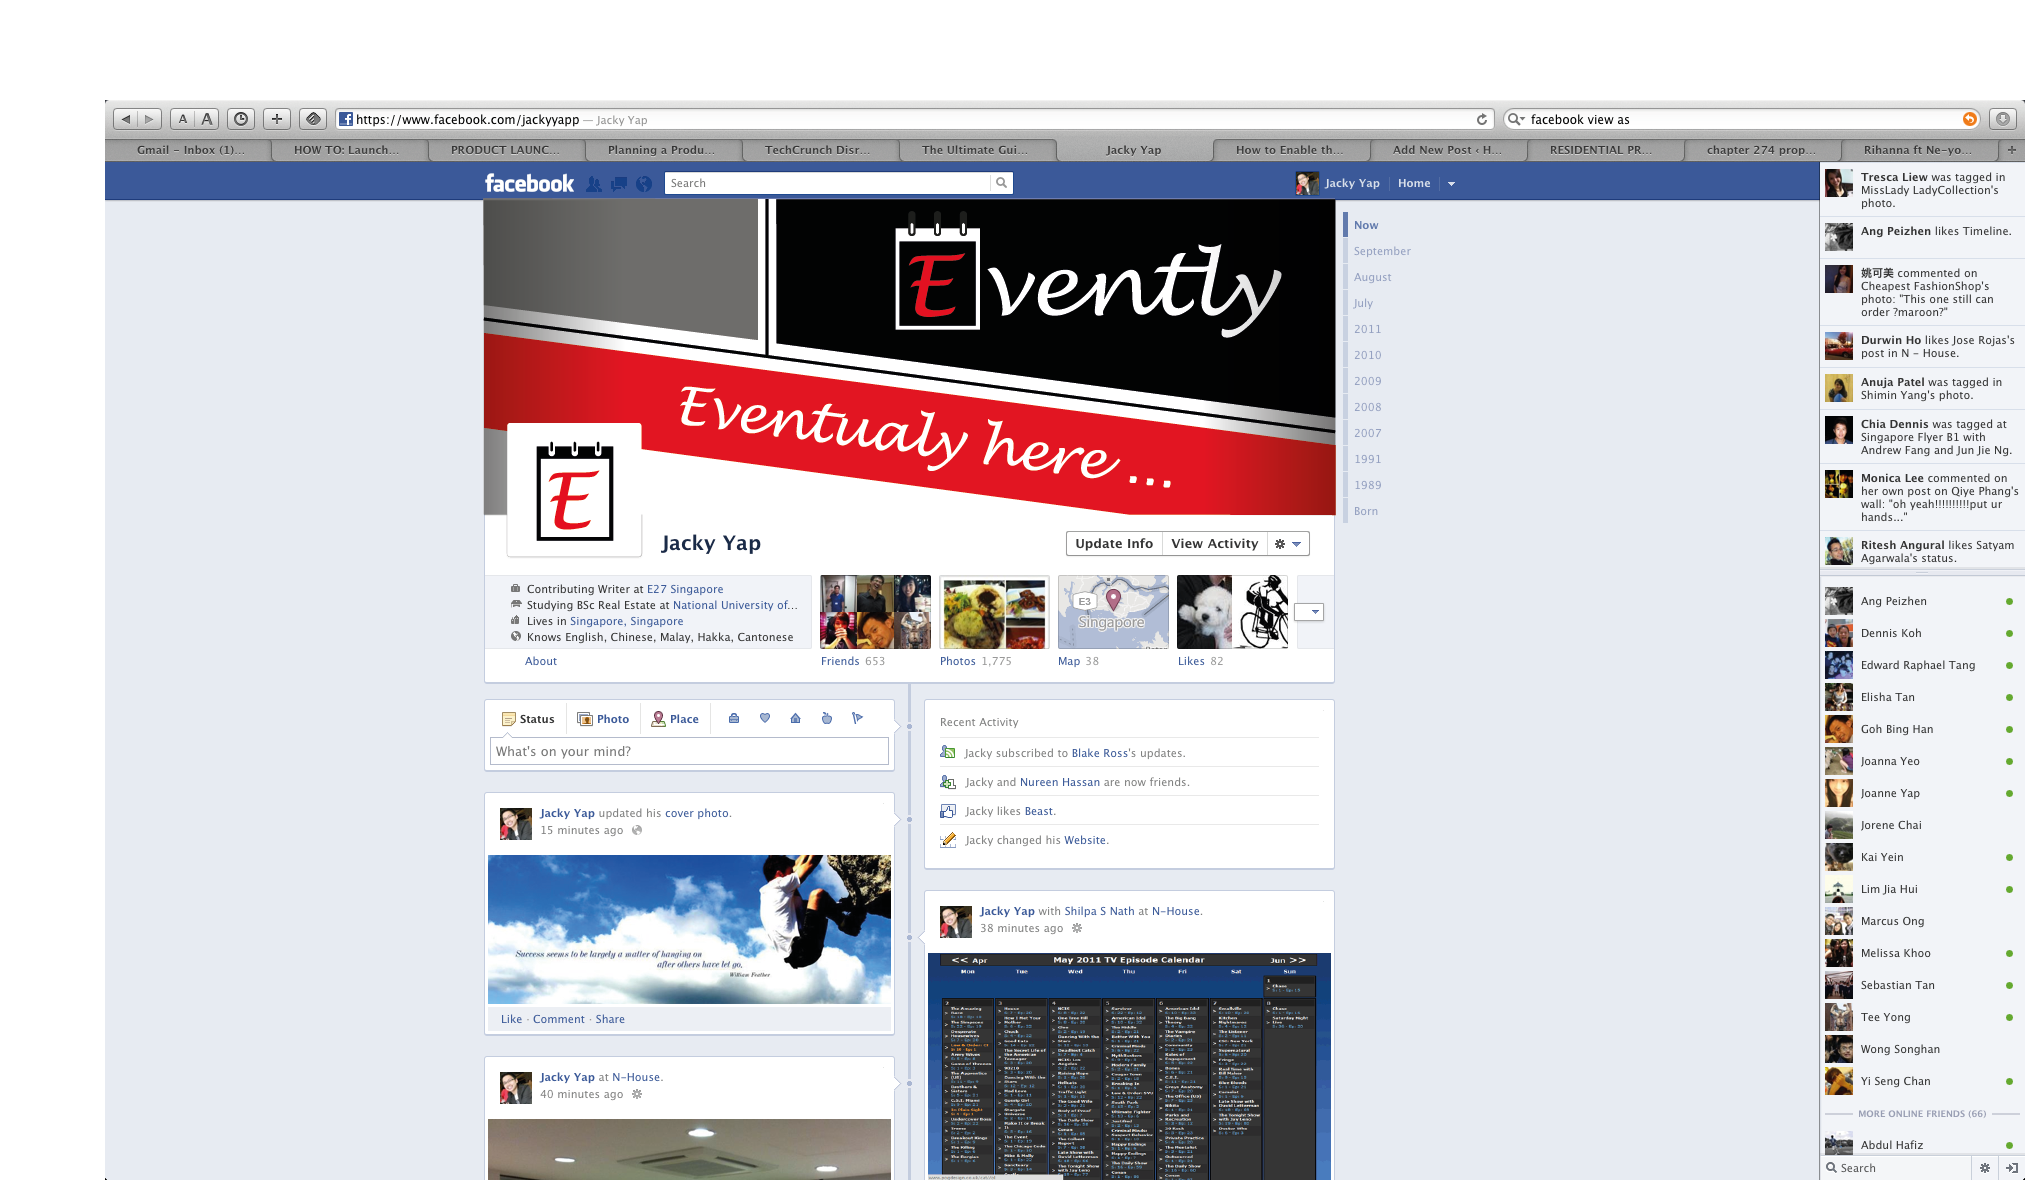 https://www.facebook.com/jackyyapp — Jacky Yap
facebook view as
Gmail – Inbox (1)...
HOW TO: Launch...
PRODUCT LAUNC...
Planning a Produ...
TechCrunch Disr...
The Ultimate Gui...
Jacky Yap
How to Enable th...
Add New Post ‹ H...
RESIDENTIAL PR...
chapter 274 prop...
Rihanna ft Ne-yo...
facebook
Search
Jacky Yap
Home
Evently
Eventualy here ...
E
Jacky Yap
Update Info
View Activity
Contributing Writer at E27 Singapore
Studying BSc Real Estate at National University of...
Lives in Singapore, Singapore
Knows English, Chinese, Malay, Hakka, Cantonese
About
Friends 653
Photos 1,775
E3
Singapore
Map 38
Likes 82
Now
September
August
July
2011
2010
2009
2008
2007
1991
1989
Born
Status
Photo
Place
What's on your mind?
Jacky Yap updated his cover photo.
15 minutes ago
Success seems to be largely a matter of hanging on
after others have let go.
William Feather
Like · Comment · Share
Jacky Yap at N-House.
40 minutes ago
Recent Activity
Jacky subscribed to Blake Ross's updates.
Jacky and Nureen Hassan are now friends.
Jacky likes Beast.
Jacky changed his Website.
Jacky Yap with Shilpa S Nath at N-House.
38 minutes ago
<< Apr
May 2011 TV Episode Calendar
Jun >>
Mon Tue Wed Thu Fri Sat Sun
Tresca Liew was tagged in
MissLady LadyCollection's
photo.
Ang Peizhen likes Timeline.
姚可美 commented on
Cheapest FashionShop's
photo: "This one still can
order ?maroon?"
Durwin Ho likes Jose Rojas's
post in N - House.
Anuja Patel was tagged in
Shimin Yang's photo.
Chia Dennis was tagged at
Singapore Flyer B1 with
Andrew Fang and Jun Jie Ng.
Monica Lee commented on
her own post on Qiye Phang's
wall: "oh yeah!!!!!!!!!!put ur
hands..."
Ritesh Angural likes Satyam
Agarwala's status.
Ang Peizhen
Dennis Koh
Edward Raphael Tang
Elisha Tan
Goh Bing Han
Joanna Yeo
Joanne Yap
Jorene Chai
Kai Yein
Lim Jia Hui
Marcus Ong
Melissa Khoo
Sebastian Tan
Tee Yong
Wong Songhan
Yi Seng Chan
MORE ONLINE FRIENDS (66)
Abdul Hafiz
Search